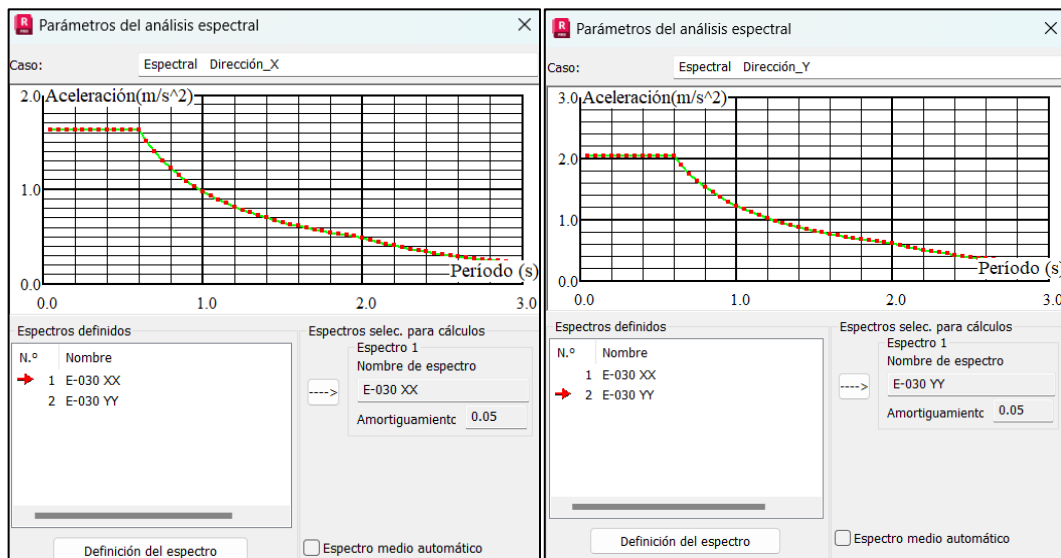 Parámetros del análisis espectral
Caso:
Espectral Dirección_X
2.0
Aceleración(m/s^2)
1.0
Período (s)
0.0
0.0
1.0
2.0
3.0
Espectros definidos
N.º Nombre
1 E-030 XX
2 E-030 YY
Definición del espectro
Espectros selec. para cálculos
Espectro 1
Nombre de espectro
---->
E-030 XX
Amortiguamientc 0.05
Espectro medio automático
Parámetros del análisis espectral
Caso:
Espectral Dirección_Y
3.0
Aceleración(m/s^2)
2.0
1.0
Período (s)
0.0
0.0
1.0
2.0
3.0
Espectros definidos
N.º Nombre
1 E-030 XX
2 E-030 YY
Definición del espectro
Espectros selec. para cálculos
Espectro 1
Nombre de espectro
---->
E-030 YY
Amortiguamientc 0.05
Espectro medio automático